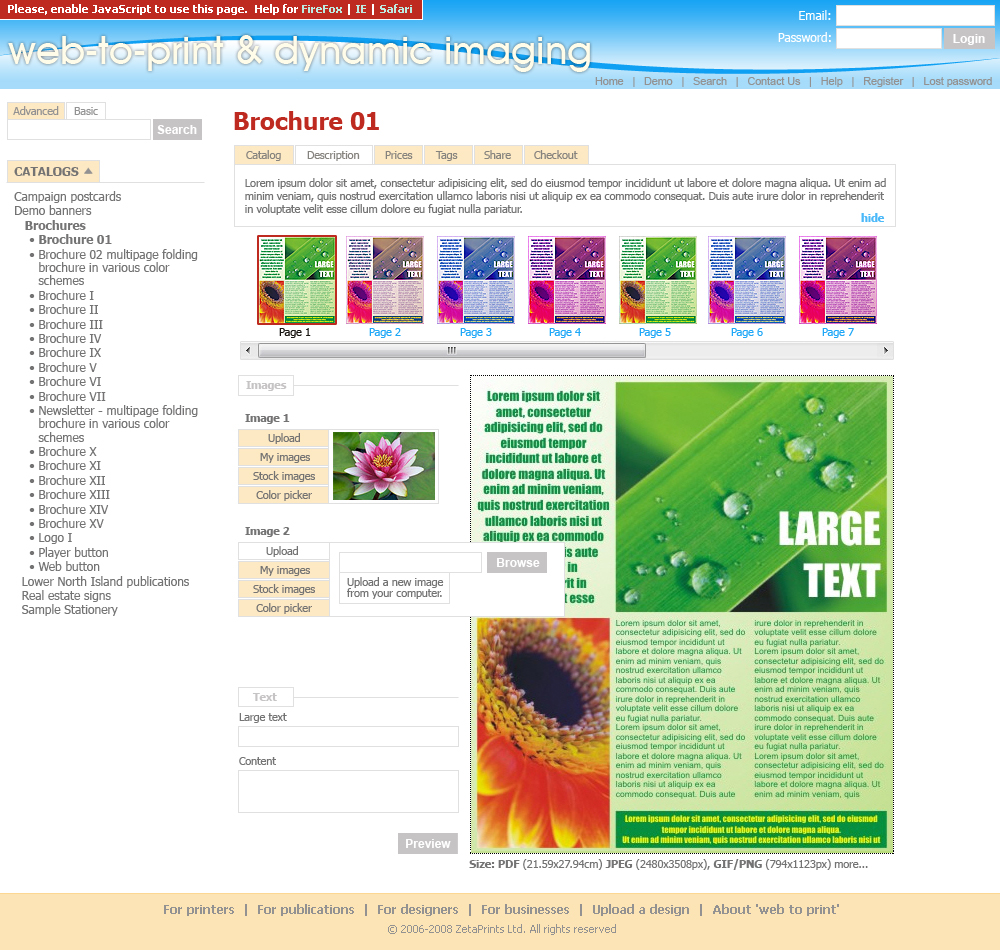 Please, enable JavaScript to use this page. Help for FireFox | IE | Safari
Email:
Password:
Login
web-to-print & dynamic imaging
Home | Demo | Search | Contact Us | Help | Register | Lost password
Advanced Basic
Search
CATALOGS
Campaign postcards
Demo banners
Brochures
• Brochure 01
• Brochure 02 multipage folding
brochure in various color
schemes
• Brochure I
• Brochure II
• Brochure III
• Brochure IV
• Brochure IX
• Brochure V
• Brochure VI
• Brochure VII
• Newsletter - multipage folding
brochure in various color
schemes
• Brochure X
• Brochure XI
• Brochure XII
• Brochure XIII
• Brochure XIV
• Brochure XV
• Logo I
• Player button
• Web button
Lower North Island publications
Real estate signs
Sample Stationery
Brochure 01
Catalog Description Prices Tags Share Checkout
Lorem ipsum dolor sit amet, consectetur adipisicing elit, sed do eiusmod tempor incididunt ut labore et dolore magna aliqua. Ut enim ad
minim veniam, quis nostrud exercitation ullamco laboris nisi ut aliquip ex ea commodo consequat. Duis aute irure dolor in reprehenderit
in voluptate velit esse cillum dolore eu fugiat nulla pariatur.
hide
LARGE
TEXT
LARGE
TEXT
LARGE
TEXT
LARGE
TEXT
LARGE
TEXT
LARGE
TEXT
LARGE
TEXT
Page 1 Page 2 Page 3 Page 4 Page 5 Page 6 Page 7
Images
Image 1
Upload
My images
Stock images
Color picker
Image 2
Upload
My images
Stock images
Color picker
Browse
Upload a new image
from your computer.
Text
Large text
Content
Preview
Lorem ipsum dolor sit
amet, consectetur
adipisicing elit, sed do
eiusmod tempor
incididunt ut labore et
dolore magna aliqua. Ut
enim ad minim veniam,
quis nostrud exercitation
ullamco laboris nisi ut
aliquip ex ea commodo
is aute
in
rit in
t esse
LARGE
TEXT
Lorem ipsum dolor sit amet,
consectetur adipisicing elit, sed do
eiusmod tempor incididunt ut
labore et dolore magna aliqua. Ut
enim ad minim veniam, quis
nostrud exercitation ullamco
laboris nisi ut aliquip ex ea
commodo consequat. Duis aute
irure dolor in reprehenderit in
voluptate velit esse cillum dolore
eu fugiat nulla pariatur.
Lorem ipsum dolor sit amet,
consectetur adipisicing elit, sed do
eiusmod tempor incididunt ut
labore et dolore magna aliqua. Ut
enim ad minim veniam, quis
nostrud exercitation ullamco
laboris nisi ut aliquip ex ea
commodo consequat. Duis aute
irure dolor in reprehenderit in
voluptate velit esse cillum dolore
eu fugiat nulla pariatur.
Lorem ipsum dolor sit amet,
consectetur adipisicing elit, sed do
eiusmod tempor incididunt ut
labore et dolore magna aliqua. Ut
enim ad minim veniam, quis
nostrud exercitation ullamco
laboris nisi ut aliquip ex ea
commodo consequat. Duis aute
irure dolor in reprehenderit in
voluptate velit esse cillum dolore
eu fugiat nulla pariatur.
Lorem ipsum dolor sit amet,
consectetur adipisicing elit, sed do
eiusmod tempor incididunt ut
labore et dolore magna aliqua. Ut
enim ad minim veniam, quis
Lorem ipsum dolor sit amet, consectetur adipisicing elit, sed do eiusmod
tempor incididunt ut labore et dolore magna aliqua.
Ut enim ad minim veniam, quis nostrud exercitation ullamco laboris nisi ut
Size: PDF (21.59x27.94cm) JPEG (2480x3508px), GIF/PNG (794x1123px) more...
For printers | For publications | For designers | For businesses | Upload a design | About 'web to print'
© 2006-2008 ZetaPrints Ltd. All rights reserved